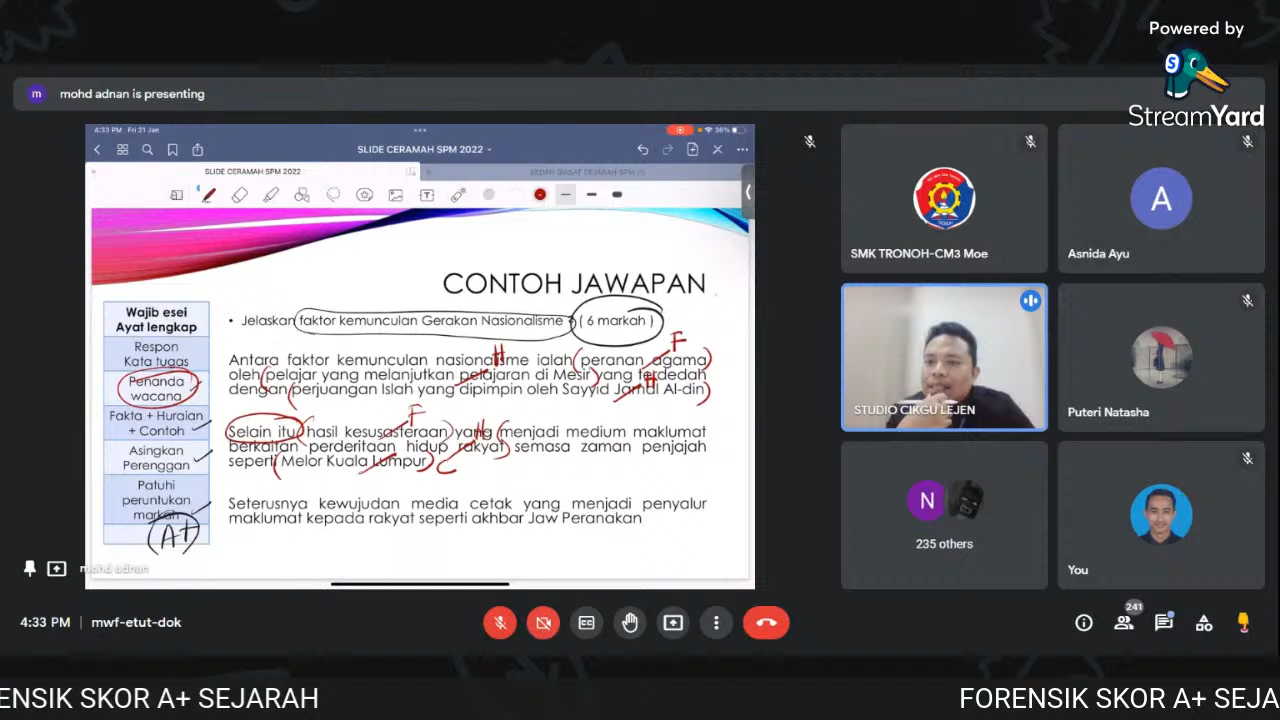 Powered by
StreamYard
m mohd adnan is presenting
4:33 PM Fri 21 Jan
36%
SLIDE CERAMAH SPM 2022
SLIDE CERAMAH SPM 2022
BEDAH SIASAT SEJARAH SPM
CONTOH JAWAPAN
Wajib esei
Ayat lengkap
Respon
Kata tugas
Penanda
wacana
Fakta + Huraian
+ Contoh
Asingkan
Perenggan
Patuhi
peruntukan
markah
A+
• Jelaskan faktor kemunculan Gerakan Nasionalisme ( 6 markah )
F
H
Antara faktor kemunculan nasionalisme ialah peranan agama
oleh pelajar yang melanjutkan pelajaran di Mesir yang terdedah
dengan perjuangan Islah yang dipimpin oleh Sayyid Jamal Al-din
H
F
H
Selain itu hasil kesusasteraan yang menjadi medium maklumat
berkaitan perderitaan hidup rakyat semasa zaman penjajah
seperti Melor Kuala Lumpur
Seterusnya kewujudan media cetak yang menjadi penyalur
maklumat kepada rakyat seperti akhbar Jaw Peranakan
mohd adnan
SMK TRONOH-CM3 Moe
A
Asnida Ayu
STUDIO CIKGU LEJEN
Puteri Natasha
N
235 others
You
4:33 PM | mwf-etut-dok
241
ENSIK SKOR A+ SEJARAH
FORENSIK SKOR A+ SEJA